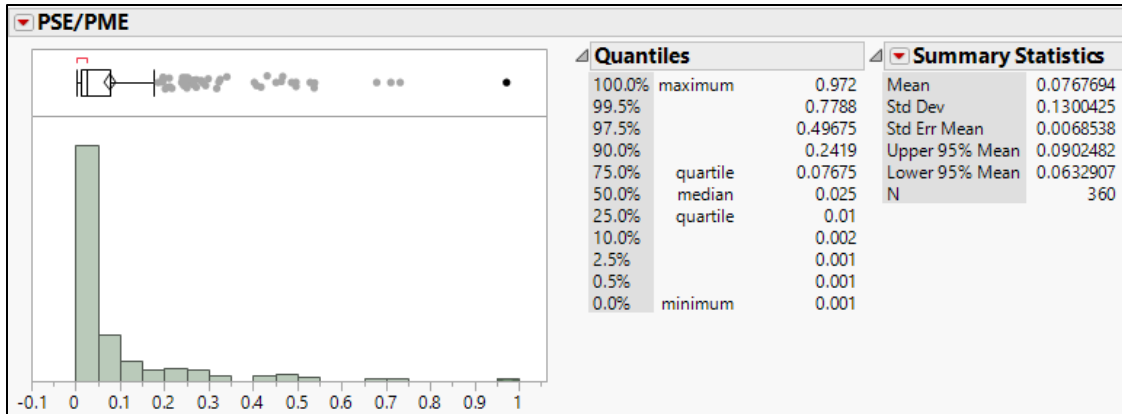 PSE/PME
Quantiles
100.0% maximum 0.972
99.5% 0.7788
97.5% 0.49675
90.0% 0.2419
75.0% quartile 0.07675
50.0% median 0.025
25.0% quartile 0.01
10.0% 0.002
2.5% 0.001
0.5% 0.001
0.0% minimum 0.001
Summary Statistics
Mean 0.0767694
Std Dev 0.1300425
Std Err Mean 0.0068538
Upper 95% Mean 0.0902482
Lower 95% Mean 0.0632907
N 360
-0.1 0 0.1 0.2 0.3 0.4 0.5 0.6 0.7 0.8 0.9 1